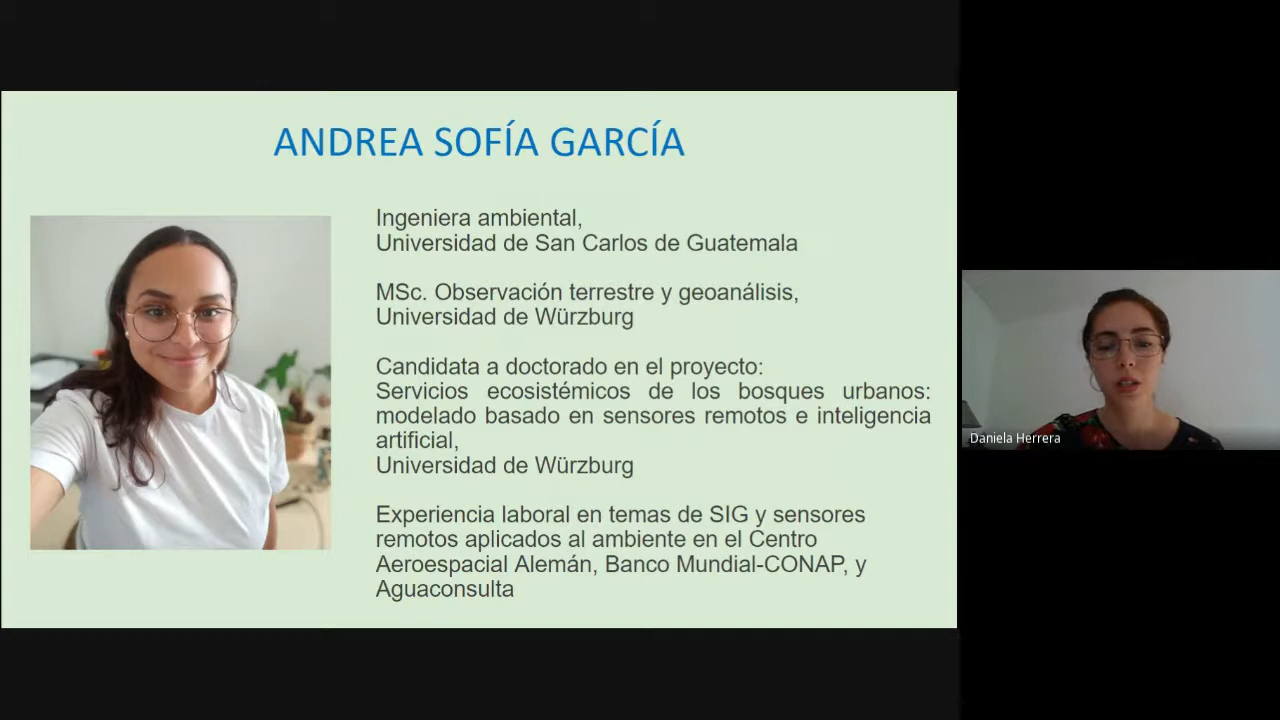 ANDREA SOFÍA GARCÍA
Ingeniera ambiental,
Universidad de San Carlos de Guatemala
MSc. Observación terrestre y geoanálisis,
Universidad de Würzburg
Candidata a doctorado en el proyecto:
Servicios ecosistémicos de los bosques urbanos:
modelado basado en sensores remotos e inteligencia
artificial,
Universidad de Würzburg
Experiencia laboral en temas de SIG y sensores
remotos aplicados al ambiente en el Centro
Aeroespacial Alemán, Banco Mundial-CONAP, y
Aguaconsulta
Daniela Herrera